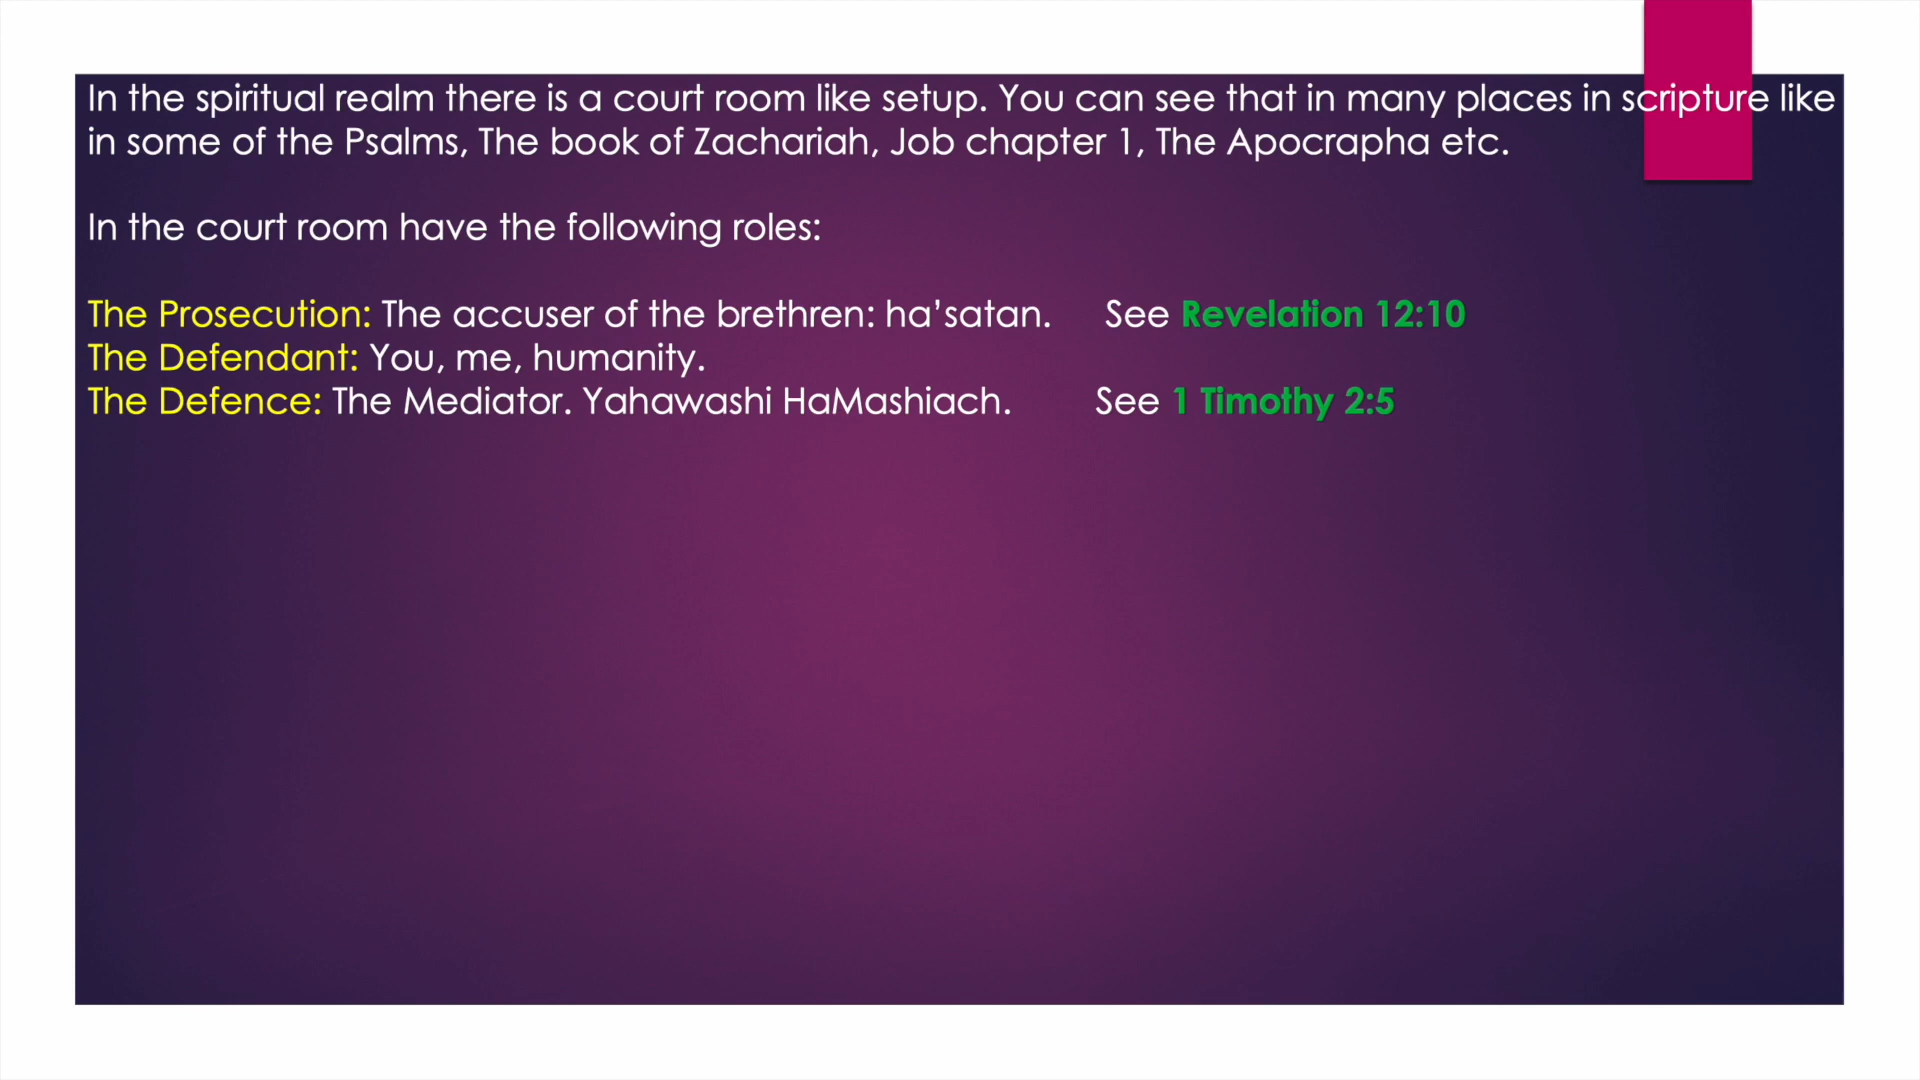 In the spiritual realm there is a court room like setup. You can see that in many places in scripture like
in some of the Psalms, The book of Zachariah, Job chapter 1, The Apocrapha etc.
In the court room have the following roles:
The Prosecution: The accuser of the brethren: ha’satan. See Revelation 12:10
The Defendant: You, me, humanity.
The Defence: The Mediator. Yahawashi HaMashiach. See 1 Timothy 2:5